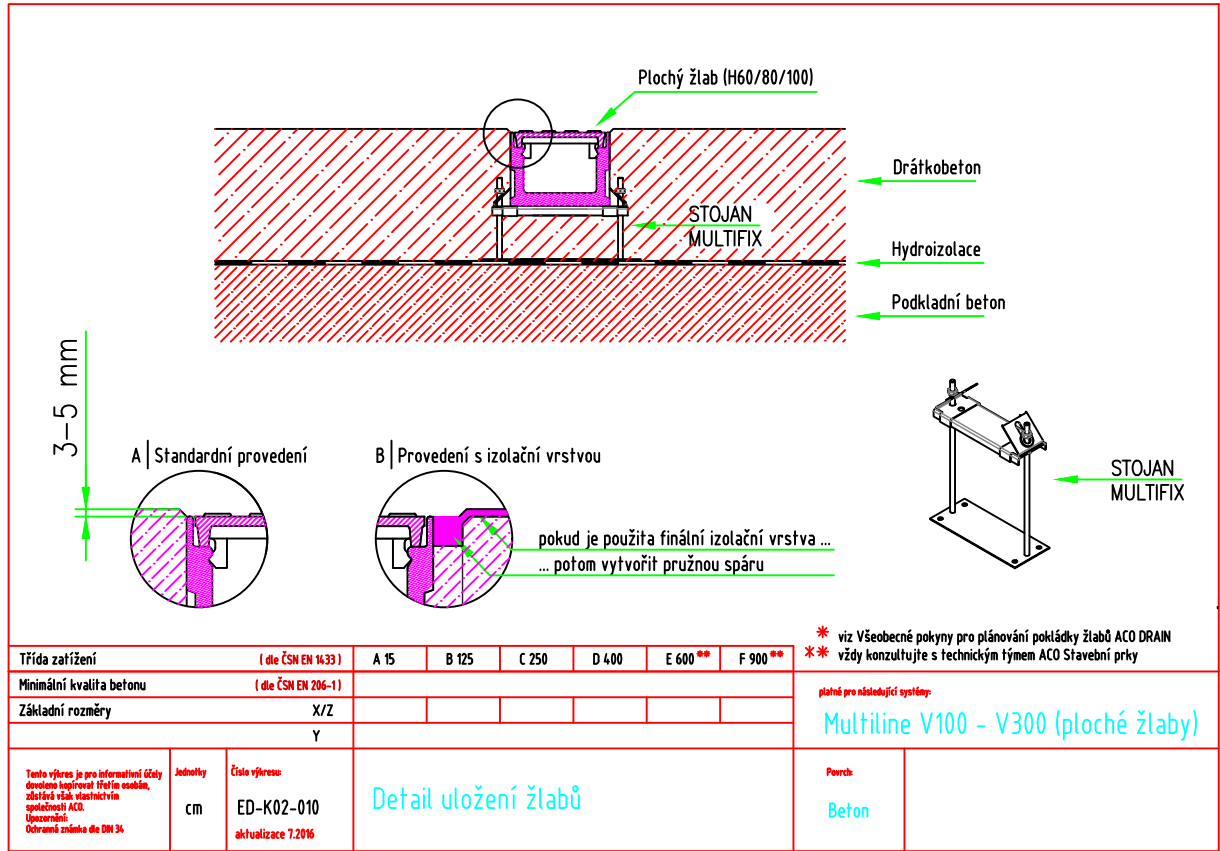 Plochý žlab (H60/80/100)
Drátkobeton
STOJAN
MULTIFIX
Hydroizolace
Podkladní beton
3-5 mm
A | Standardní provedení
B | Provedení s izolační vrstvou
pokud je použita finální izolační vrstva ...
... potom vytvořit pružnou spáru
STOJAN
MULTIFIX
* viz Všeobecné pokyny pro plánování pokládky žlabů ACO DRAIN
** vždy konzultujte s technickým týmem ACO Stavební prky
Třída zatížení (dle ČSN EN 1433) A 15 B 125 C 250 D 400 E 600** F 900**
Minimální kvalita betonu (dle ČSN EN 206-1)
Základní rozměry X/Z
Y
platné pro následující systémy:
Multiline V100 - V300 (ploché žlaby)
Tento výkres je pro informativní účely
dovoleno kopírovat třetím osobám,
zůstává však vlastnictvím
společnosti ACO.
Upozornění:
Ochranná známka dle DIN 34
Jednotky
cm
Číslo výkresu:
ED-K02-010
aktualizace 7.2016
Detail uložení žlabů
Povrch:
Beton